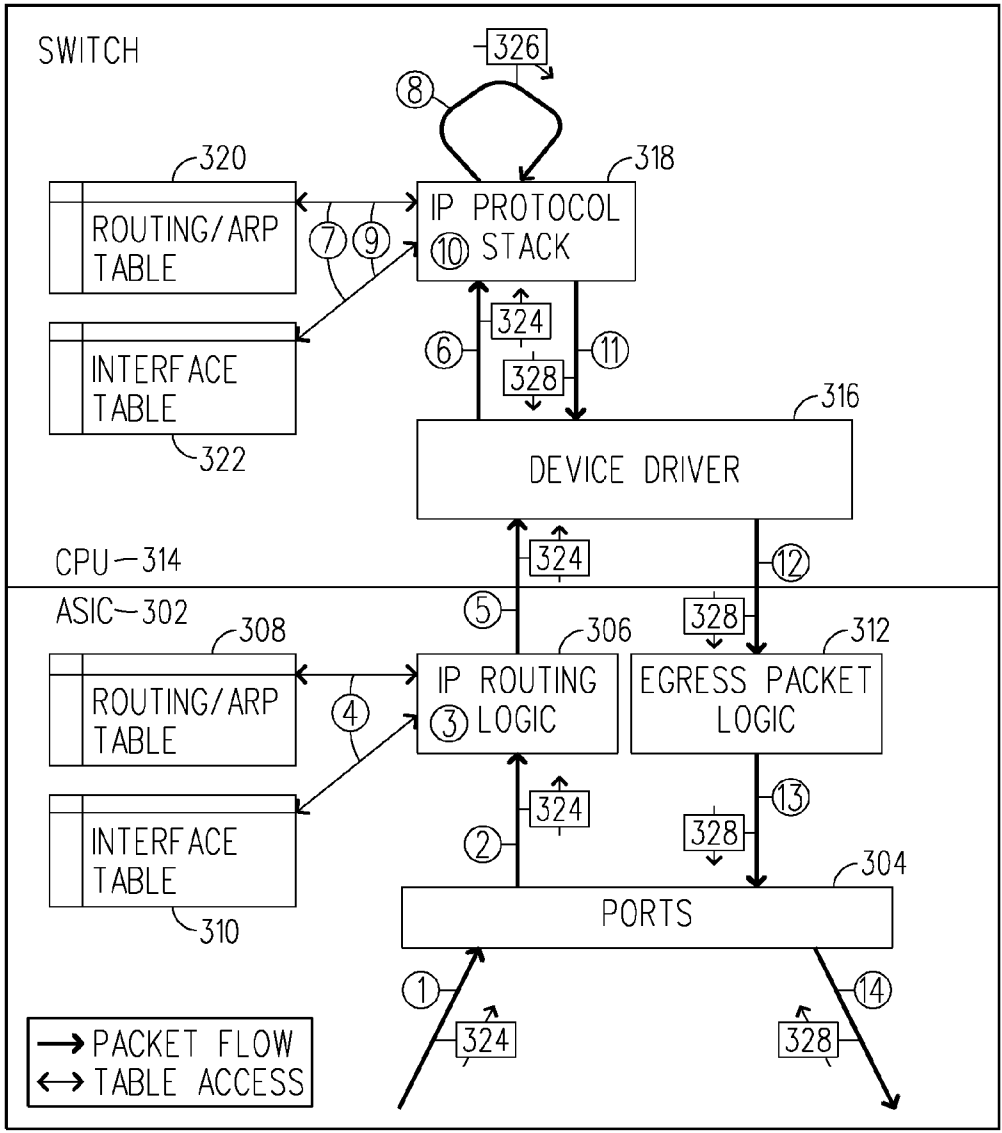 SWITCH
326
8
320
318
ROUTING/ARP
TABLE
7
9
IP PROTOCOL
10 STACK
324
INTERFACE
TABLE
6
328
11
322
316
DEVICE DRIVER
CPU—314
324
12
ASIC—302
5
328
308
306
312
ROUTING/ARP
TABLE
4
IP ROUTING
3 LOGIC
EGRESS PACKET
LOGIC
INTERFACE
TABLE
324
13
2
328
310
304
PORTS
1
14
324
328
PACKET FLOW
TABLE ACCESS